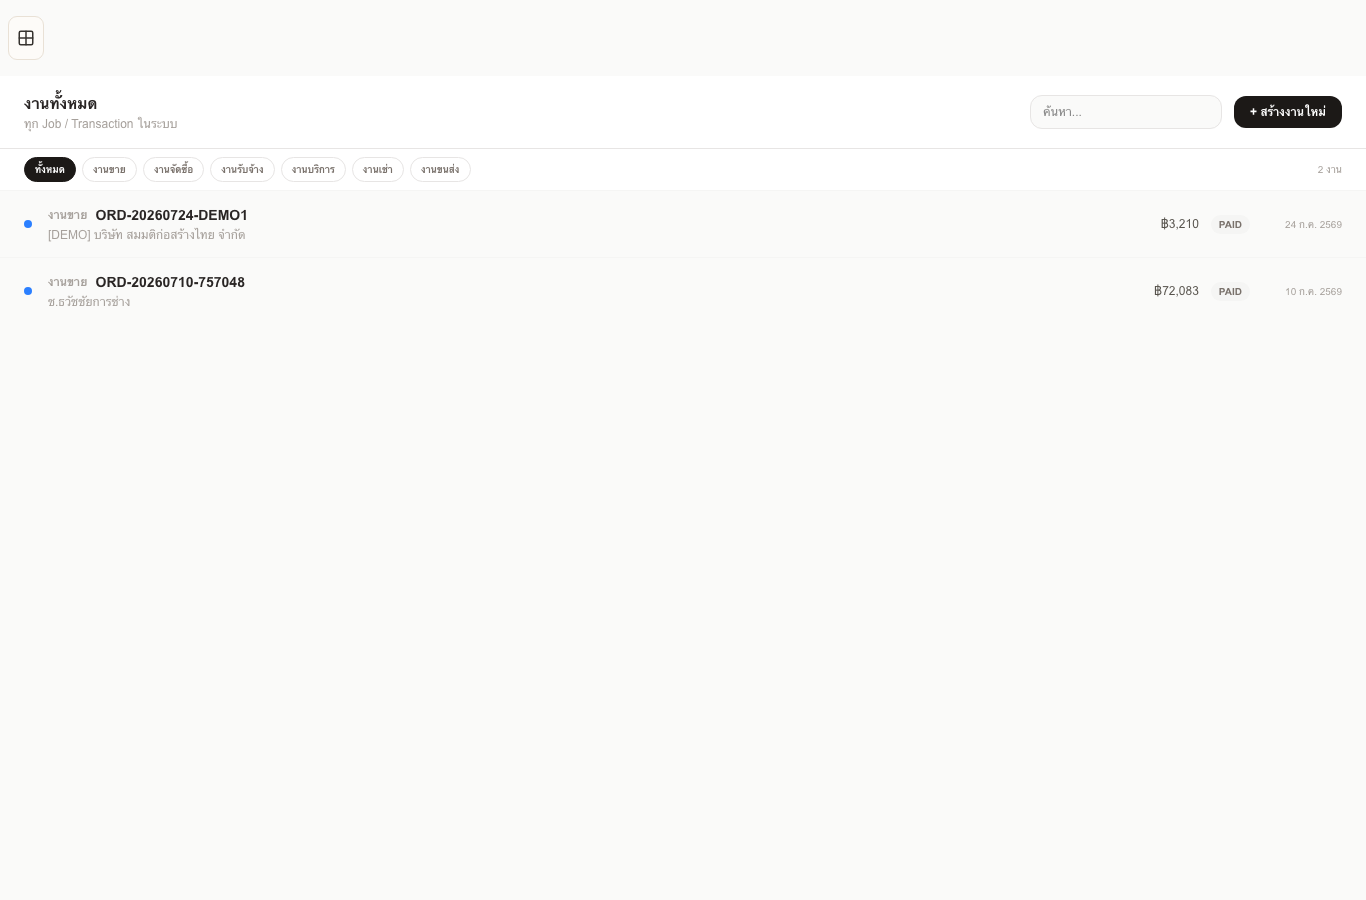 งานทั้งหมด
ทุก Job / Transaction ในระบบ
ค้นหา...
+ สร้างงานใหม่
ทั้งหมด งานขาย งานจัดซื้อ งานรับจ้าง งานบริการ งานเช่า งานขนส่ง 2 งาน
งานขาย ORD-20260724-DEMO1
[DEMO] บริษัท สมมติก่อสร้างไทย จำกัด
฿3,210 PAID 24 ก.ค. 2569
งานขาย ORD-20260710-757048
ช.ธวัชชัยการช่าง
฿72,083 PAID 10 ก.ค. 2569